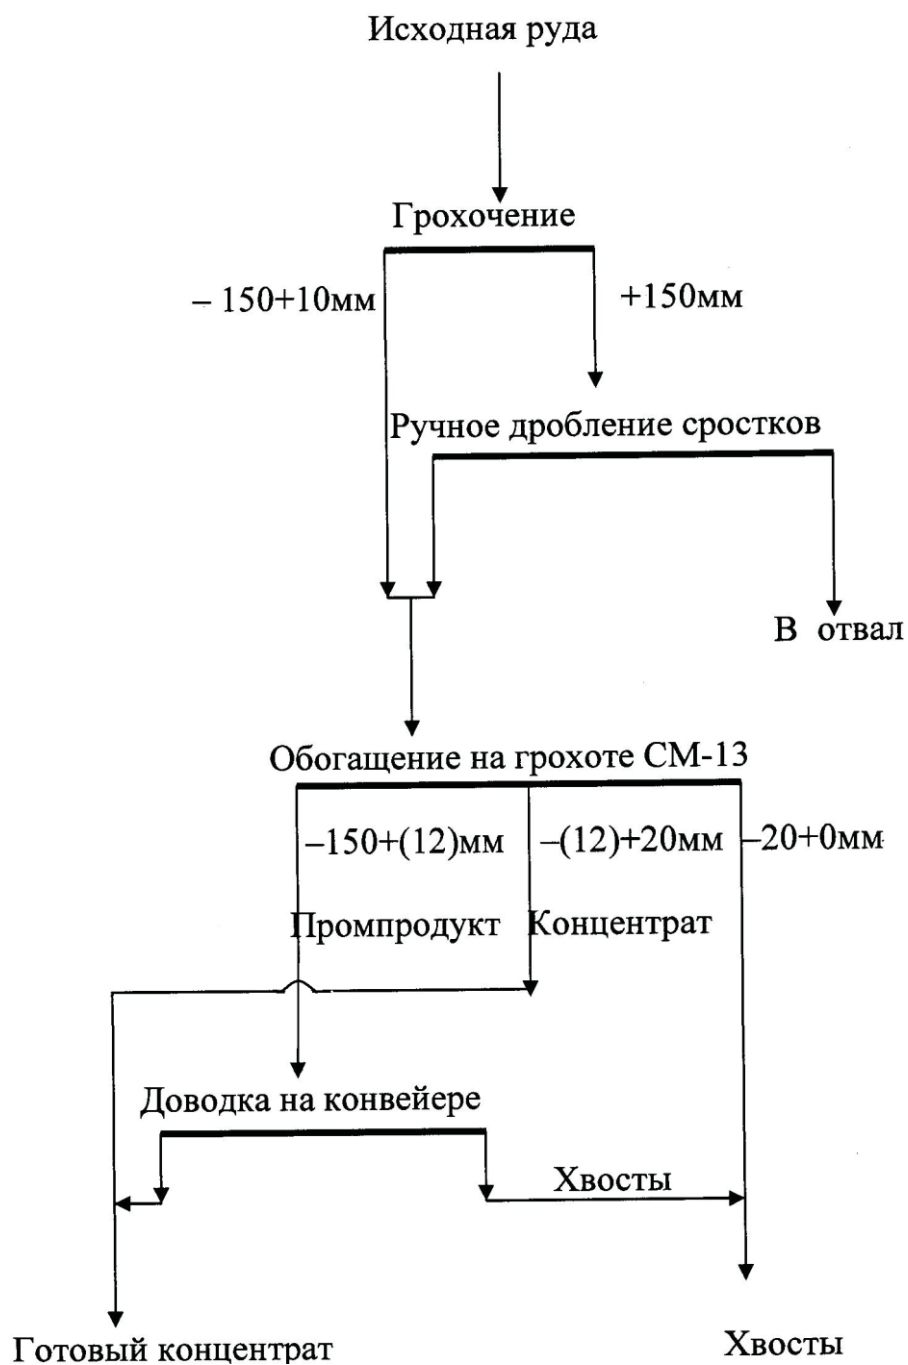 Исходная руда
Грохочение
– 150+10мм
+150мм
Ручное дробление сростков
В отвал
Обогащение на грохоте СМ-13
–150+(12)мм
–(12)+20мм
–20+0мм
Промпродукт
Концентрат
Доводка на конвейере
Хвосты
Готовый концентрат
Хвосты